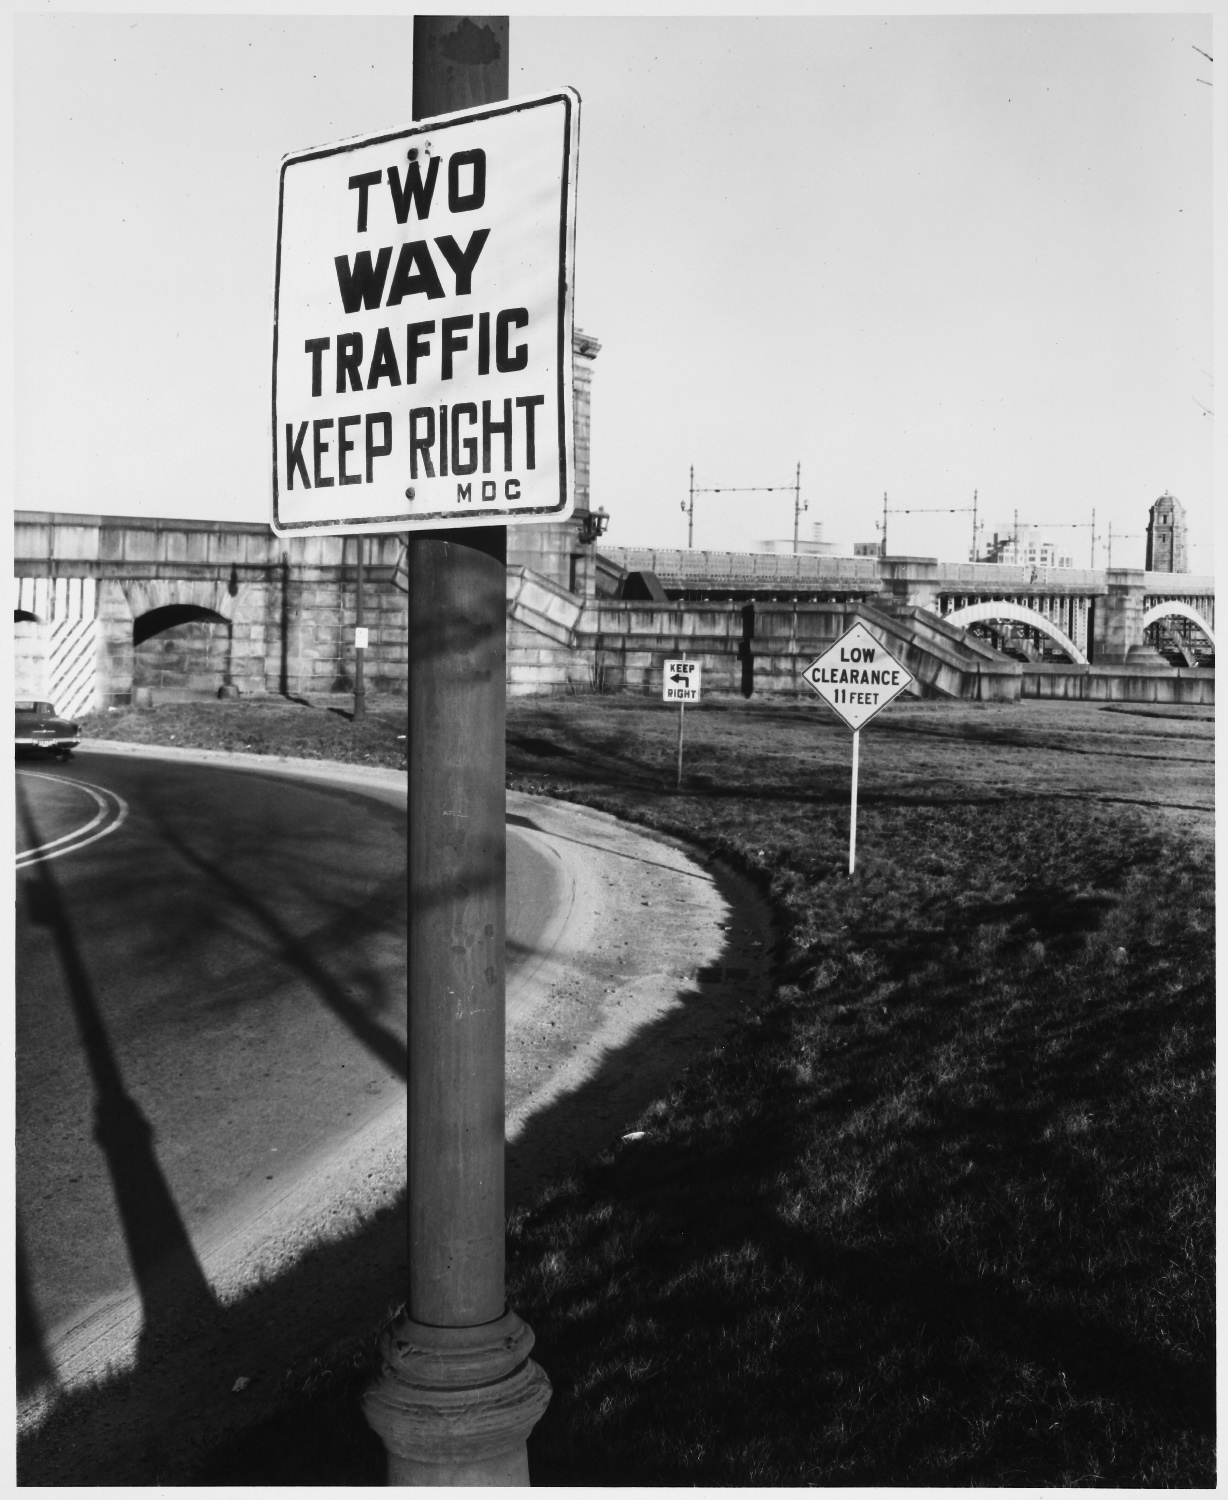 TWO
WAY
TRAFFIC
KEEP RIGHT
MDC
KEEP
RIGHT
LOW
CLEARANCE
11 FEET